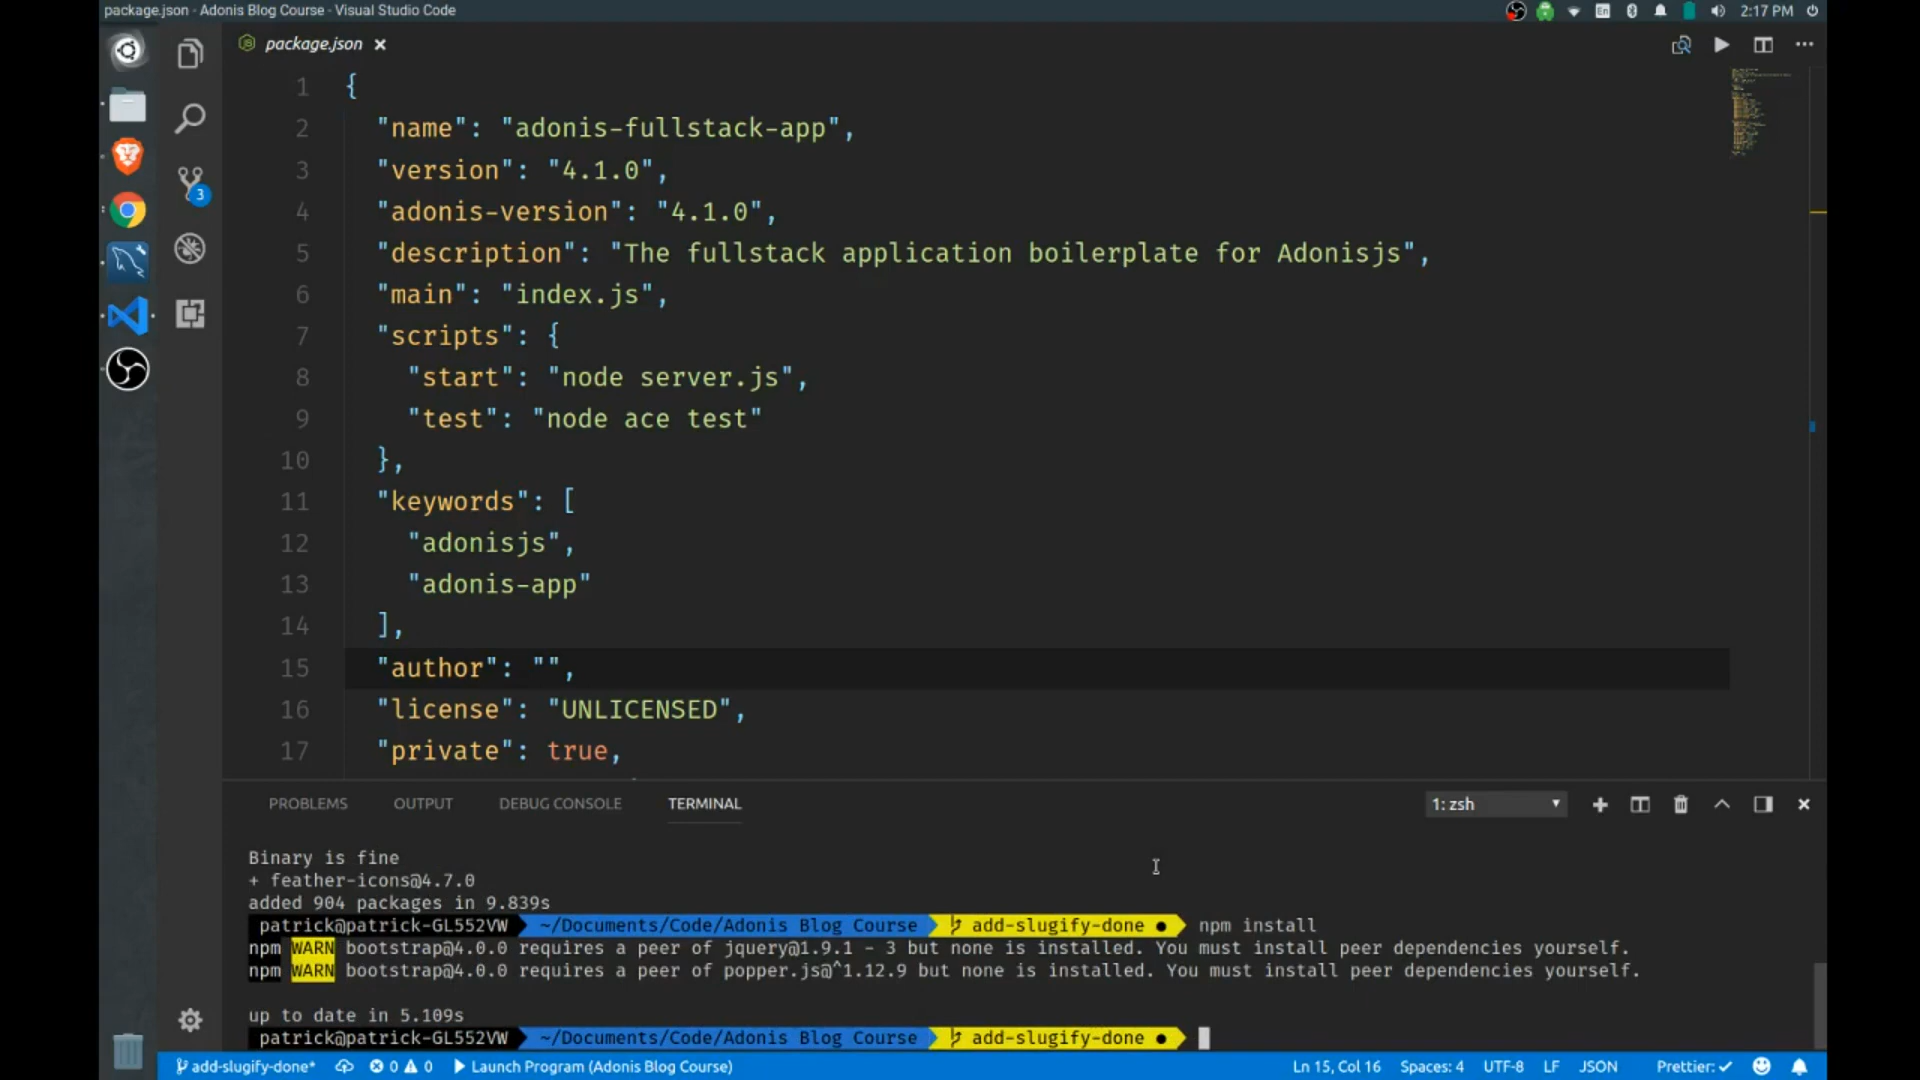 package.json - Adonis Blog Course - Visual Studio Code
En
2:17 PM
package.json
1 {
2 "name": "adonis-fullstack-app",
3 "version": "4.1.0",
4 "adonis-version": "4.1.0",
5 "description": "The fullstack application boilerplate for Adonisjs",
6 "main": "index.js",
7 "scripts": {
8 "start": "node server.js",
9 "test": "node ace test"
10 },
11 "keywords": [
12 "adonisjs",
13 "adonis-app"
14 ],
15 "author": "",
16 "license": "UNLICENSED",
17 "private": true,
3
PROBLEMS OUTPUT DEBUG CONSOLE TERMINAL 1: zsh
Binary is fine
+ feather-icons@4.7.0
added 904 packages in 9.839s
patrick@patrick-GL552VW ~/Documents/Code/Adonis Blog Course add-slugify-done ● npm install
npm WARN bootstrap@4.0.0 requires a peer of jquery@1.9.1 - 3 but none is installed. You must install peer dependencies yourself.
npm WARN bootstrap@4.0.0 requires a peer of popper.js@^1.12.9 but none is installed. You must install peer dependencies yourself.
up to date in 5.109s
patrick@patrick-GL552VW ~/Documents/Code/Adonis Blog Course add-slugify-done ●
add-slugify-done* 0 0 Launch Program (Adonis Blog Course) Ln 15, Col 16 Spaces: 4 UTF-8 LF JSON Prettier: ✓